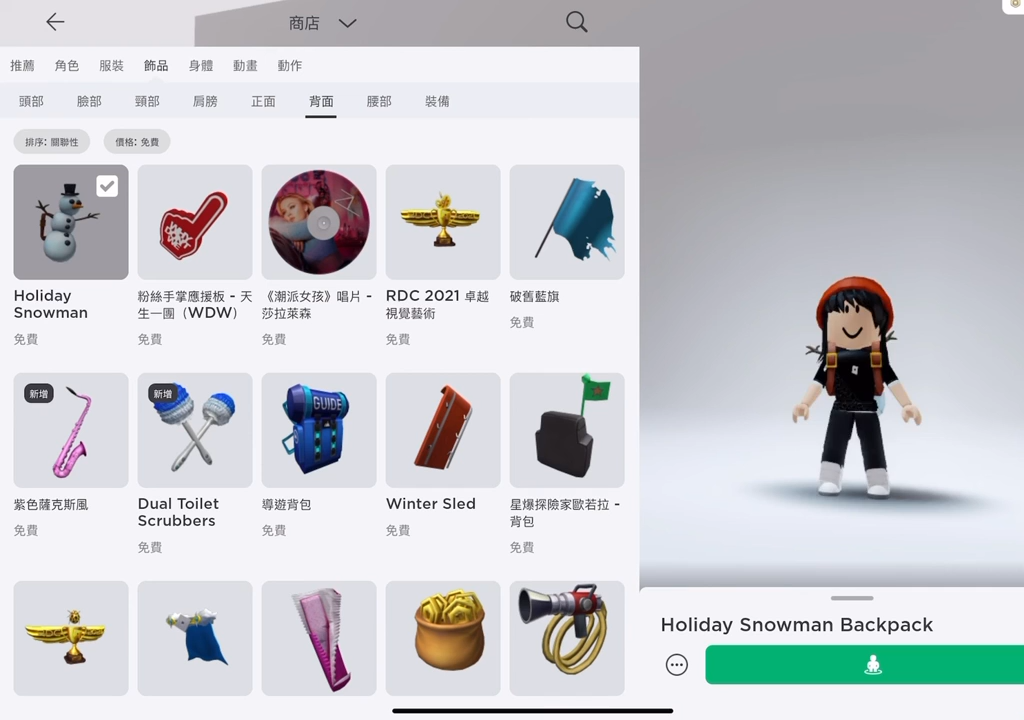 商店
推薦 角色 服裝 飾品 身體 動畫 動作
頭部 臉部 頸部 肩膀 正面 背面 腰部 裝備
排序: 關聯性 價格: 免費
Holiday
Snowman
免費
粉絲手掌應援板 - 天
生一團（WDW）
免費
《潮派女孩》唱片 -
莎拉萊森
免費
RDC 2021 卓越
視覺藝術
免費
破舊藍旗
免費
新增
紫色薩克斯風
免費
新增
Dual Toilet
Scrubbers
免費
GUIDE
導遊背包
免費
Winter Sled
免費
星爆探險家歐若拉 -
背包
免費
Holiday Snowman Backpack